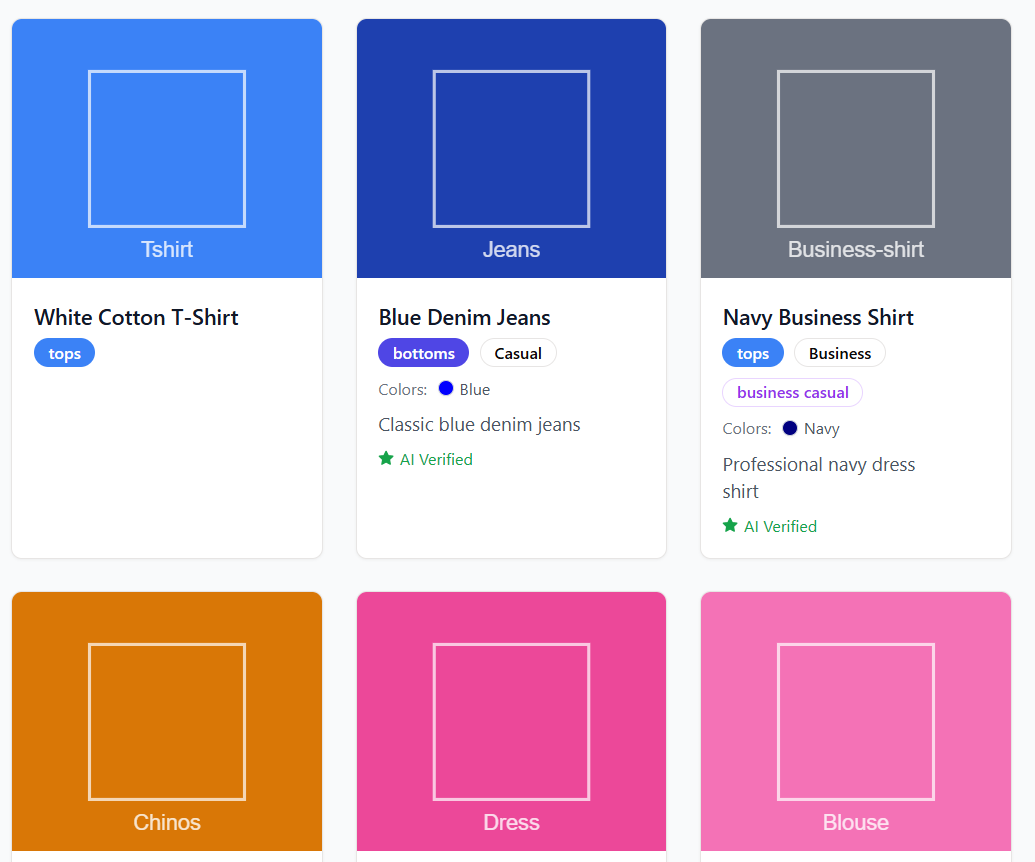 Tshirt
Jeans
Business-shirt
White Cotton T-Shirt
tops
Blue Denim Jeans
bottoms Casual
Colors: Blue
Classic blue denim jeans
AI Verified
Navy Business Shirt
tops Business
business casual
Colors: Navy
Professional navy dress
shirt
AI Verified
Chinos
Dress
Blouse